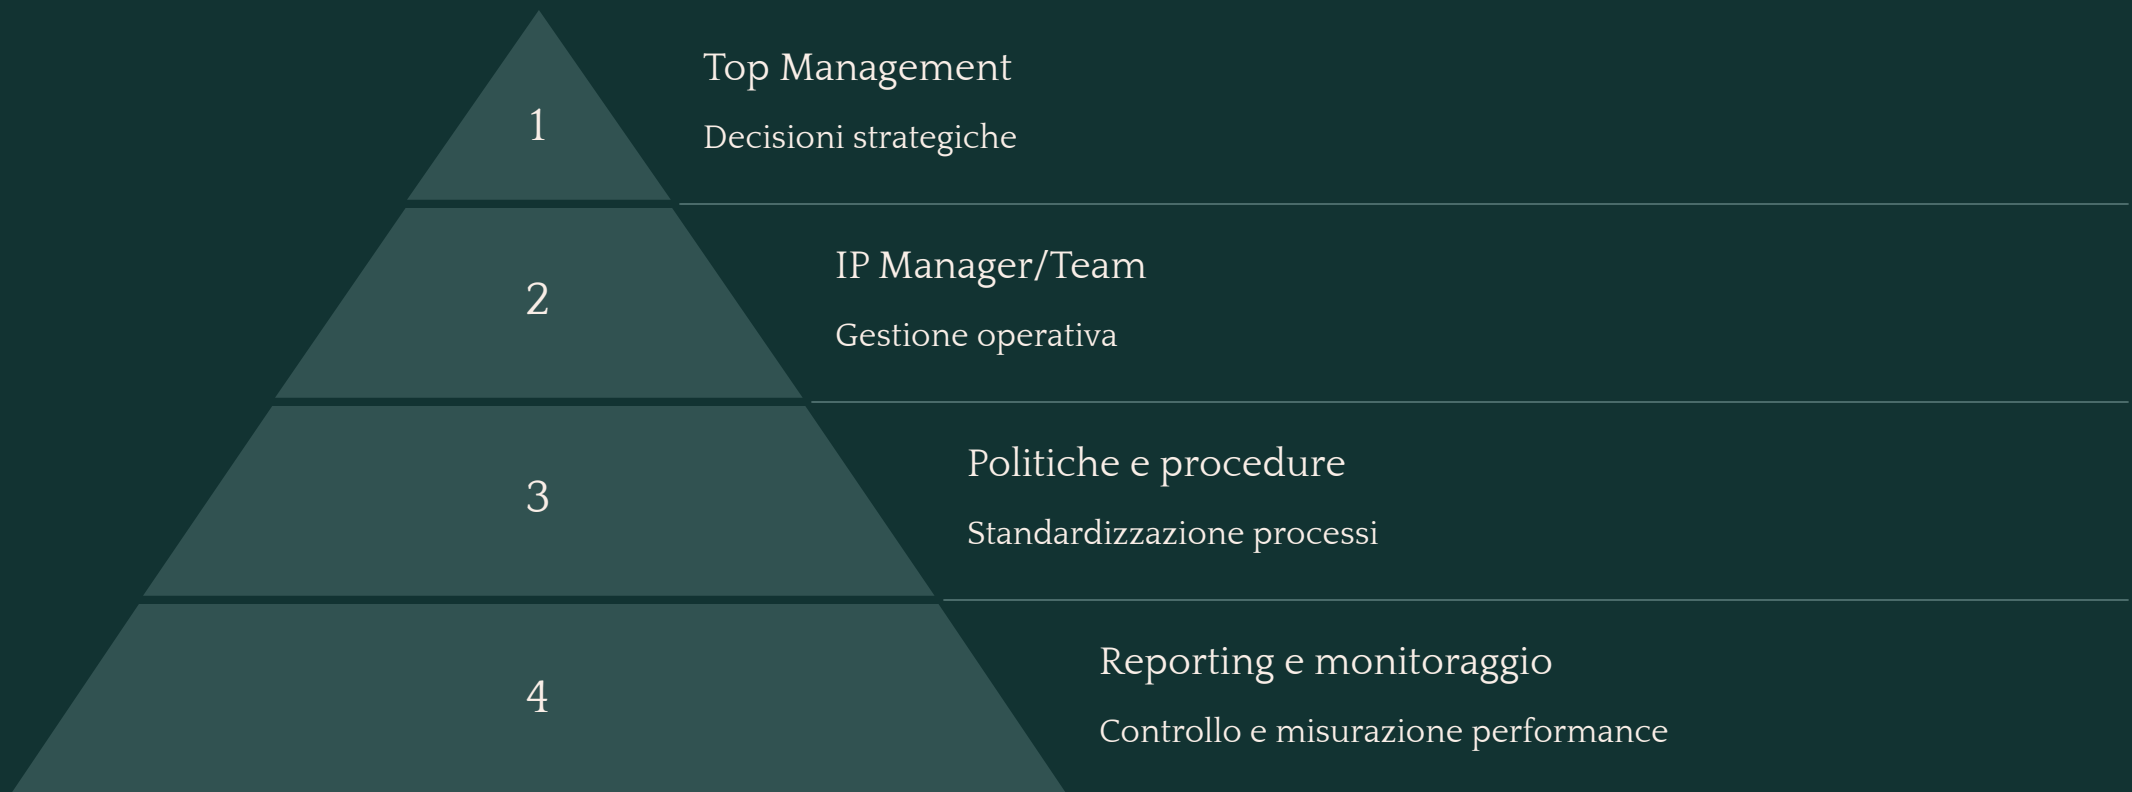 1
Top Management
Decisioni strategiche
2
IP Manager/Team
Gestione operativa
3
Politiche e procedure
Standardizzazione processi
4
Reporting e monitoraggio
Controllo e misurazione performance